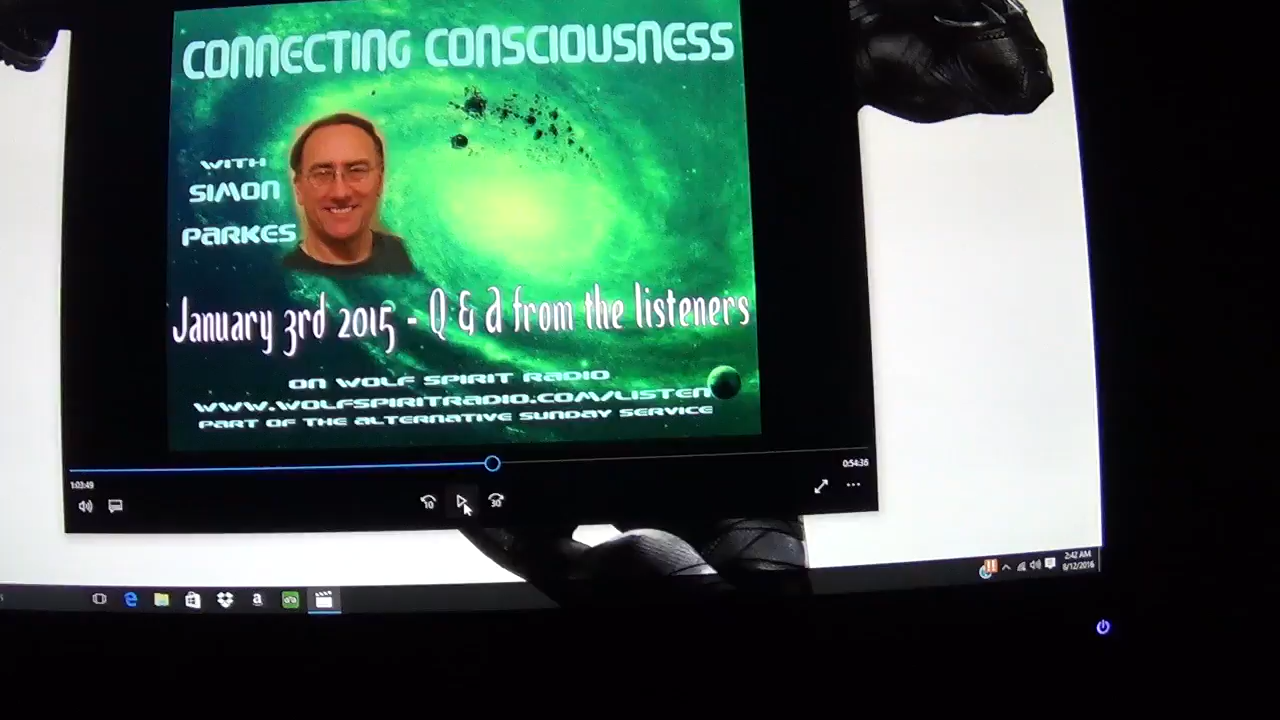 CONNECTING CONSCIOUSNESS
WITH
SIMON
PARKES
January 3rd 2015 - Q & A from the listeners
ON WOLF SPIRIT RADIO
WWW.WOLFSPIRITRADIO.COM/LISTEN
PART OF THE ALTERNATIVE SUNDAY SERVICE
1:03:49
0:54:36
10
30
2:42 AM
8/12/2016
a